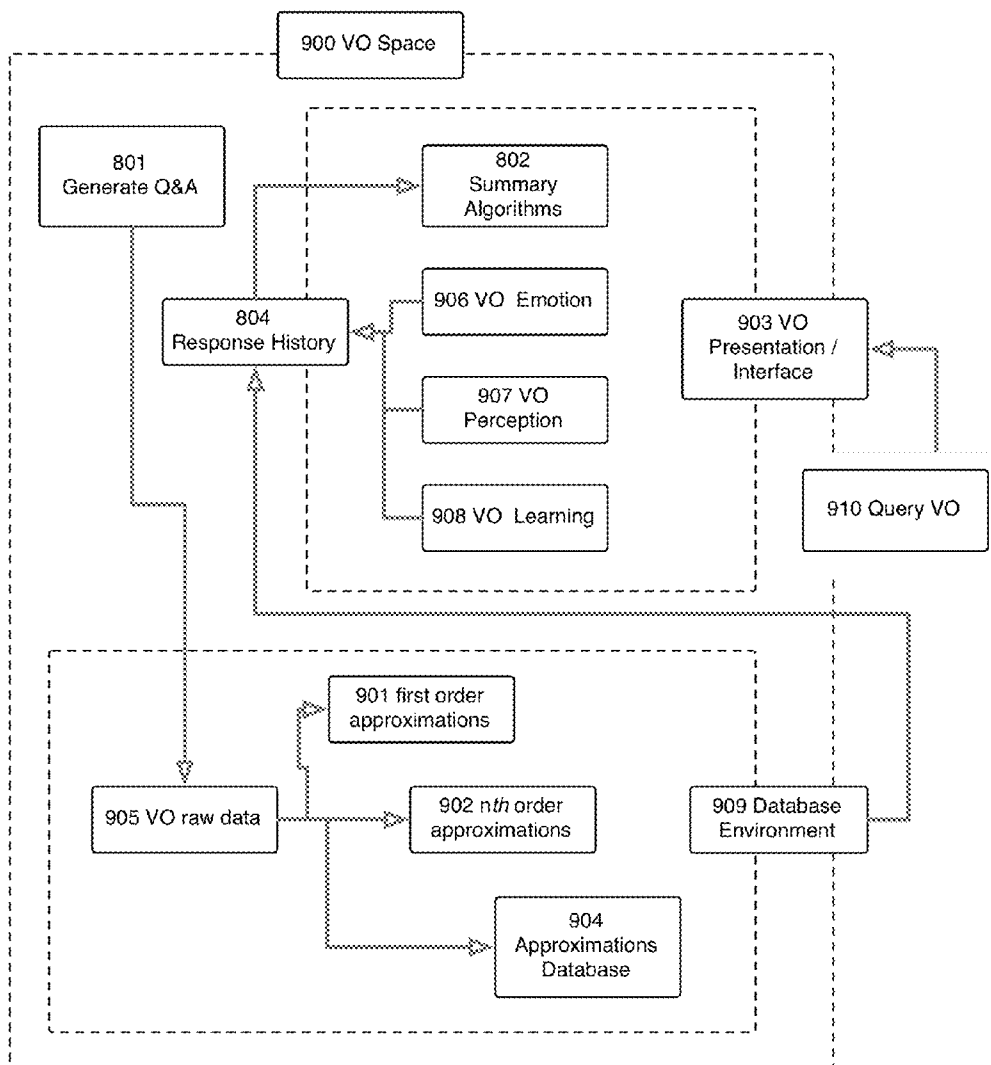 900 VO Space
801
Generate Q&A
802
Summary
Algorithms
906 VO Emotion
804
Response History
903 VO
Presentation /
Interface
907 VO
Perception
908 VO Learning
910 Query VO
901 first order
approximations
905 VO raw data
902 nth order
approximations
909 Database
Environment
904
Approximations
Database